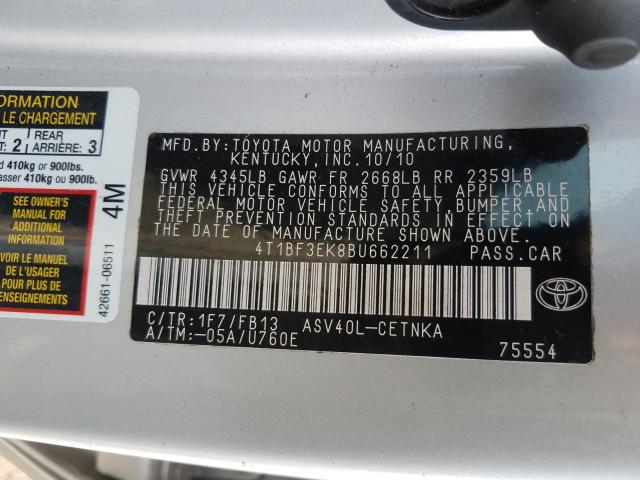 ORMATION
LE CHARGEMENT
NT 2 REAR
ARRIÈRE: 3
d 410kg or 900lbs.
asser 410kg ou 900lb.
SEE OWNER'S
MANUAL FOR
ADDITIONAL
INFORMATION
VOIR LE MANUEL
DE L'USAGER
POUR PLUS DE
RENSEIGNEMENTS
4M
42661-06511
MFD. BY: TOYOTA MOTOR MANUFACTURING,
KENTUCKY, INC. 10/10
GVWR 4345LB GAWR FR 2668LB RR 2359LB
THIS VEHICLE CONFORMS TO ALL APPLICABLE
FEDERAL MOTOR VEHICLE SAFETY, BUMPER, AND
THEFT PREVENTION STANDARDS IN EFFECT ON
THE DATE OF MANUFACTURE SHOWN ABOVE.
4T1BF3EK8BU662211 PASS. CAR
C/TR: 1F7/FB13 ASV40L-CETNKA
A/TM: -05A/U760E
75554
TOYOTA